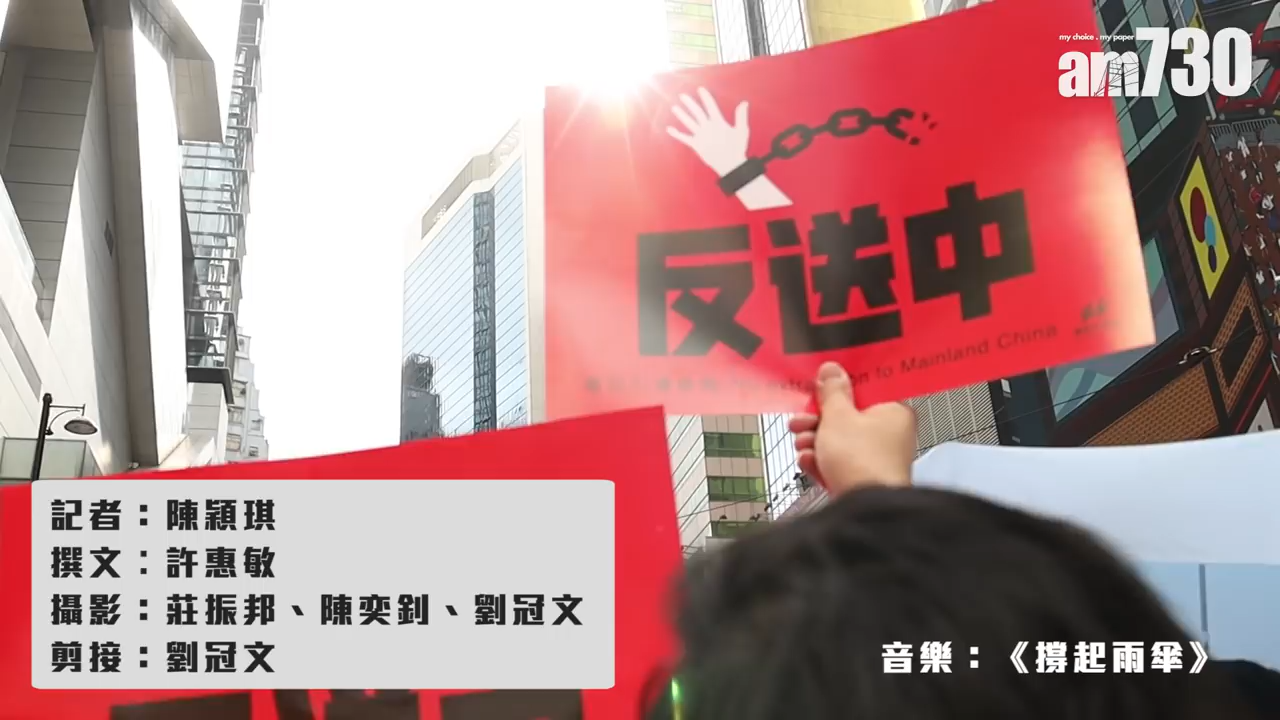 my choice . my paper
am730
反送中
to Mainland China
記者：陳穎琪
撰文：許惠敏
攝影：莊振邦、陳奕釗、劉冠文
剪接：劉冠文
音樂：《撐起雨傘》